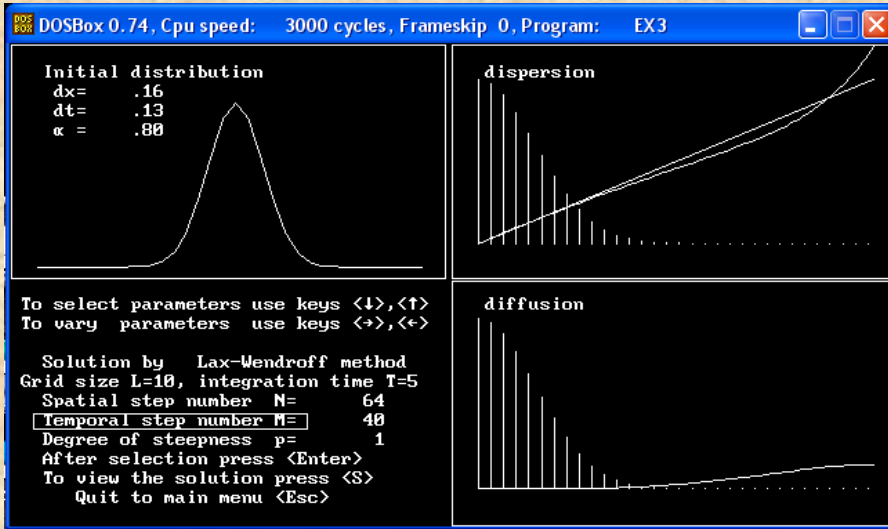 DOSBox 0.74, Cpu speed: 3000 cycles, Frameskip 0, Program: EX3
Initial distribution
dx= .16
dt= .13
α = .80
dispersion
To select parameters use keys <↓>,<↑>
To vary parameters use keys <→>,<←>
Solution by Lax-Wendroff method
Grid size L=10, integration time T=5
Spatial step number N= 64
Temporal step number M= 40
Degree of steepness p= 1
After selection press <Enter>
To view the solution press <S>
Quit to main menu <Esc>
diffusion